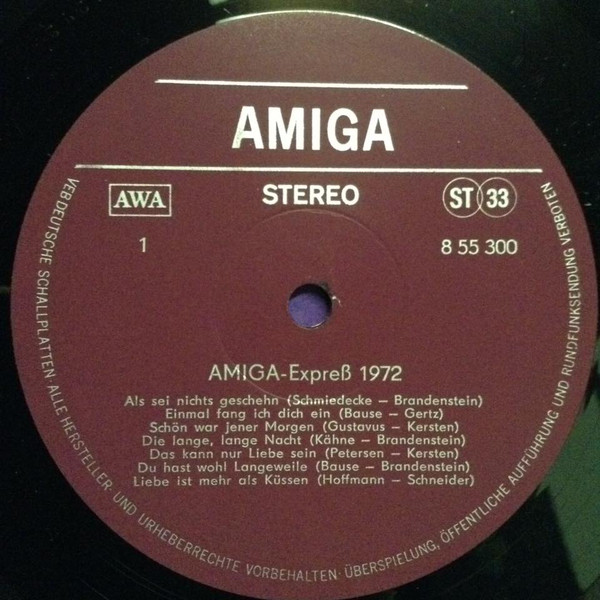 AMIGA
AWA
STEREO
ST 33
1
8 55 300
AMIGA-Expreß 1972
Als sei nichts geschehn (Schmiedecke – Brandenstein)
Einmal fang ich dich ein (Bause – Gertz)
Schön war jener Morgen (Gustavus – Kersten)
Die lange, lange Nacht (Kähne – Brandenstein)
Das kann nur Liebe sein (Petersen – Kersten)
Du hast wohl Langeweile (Bause – Brandenstein)
Liebe ist mehr als Küssen (Hoffmann – Schneider)
VEB DEUTSCHE SCHALLPLATTEN · ALLE HERSTELLER- UND URHEBERRECHTE VORBEHALTEN · ÜBERSPIELUNG, ÖFFENTLICHE AUFFÜHRUNG UND RUNDFUNKSENDUNG VERBOTEN